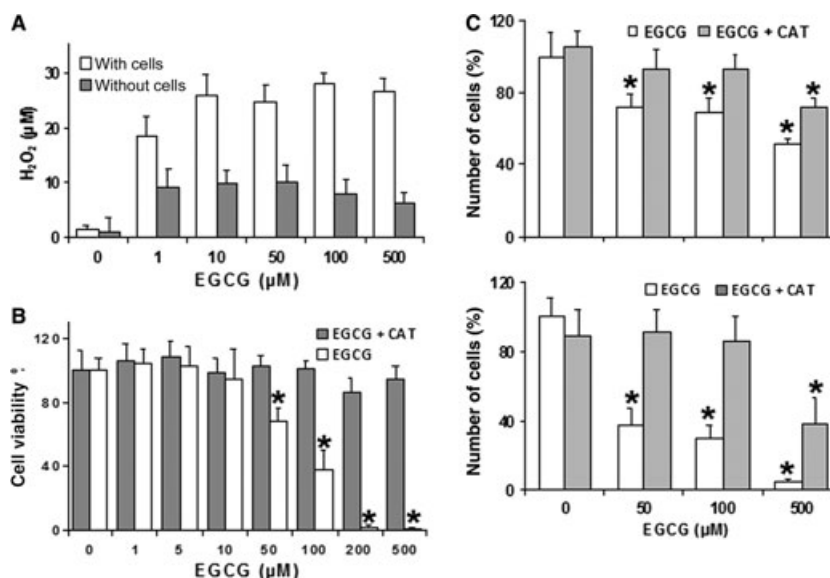 A
With cells
Without cells
H₂O₂ (µM)
30
20
10
0
0 1 10 50 100 500
EGCG (µM)
B
EGCG + CAT
EGCG
Cell viability
120
80
40
0
* * * *
0 1 5 10 50 100 200 500
EGCG (µM)
C
EGCG EGCG + CAT
Number of cells (%)
120
80
40
0
* * * *
EGCG EGCG + CAT
Number of cells (%)
120
80
40
0
* * * *
0 50 100 500
EGCG (µM)